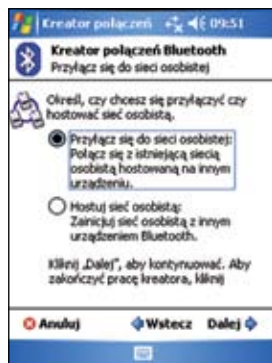 Kreator połączeń 09:51
Kreator połączeń Bluetooth
Przyłącz się do sieci osobistej
Określ, czy chcesz się przyłączyć czy
hostować sieć osobistą.
Przyłącz się do sieci osobistej:
Połącz się z istniejącą siecią
osobistą hostowaną na innym
urządzeniu.
Hostuj sieć osobistą:
Zainicjuj sieć osobistą z innym
urządzeniem Bluetooth.
Kliknij „Dalej”, aby kontynuować. Aby
zakończyć pracę kreatora, kliknij
Anuluj Wstecz Dalej